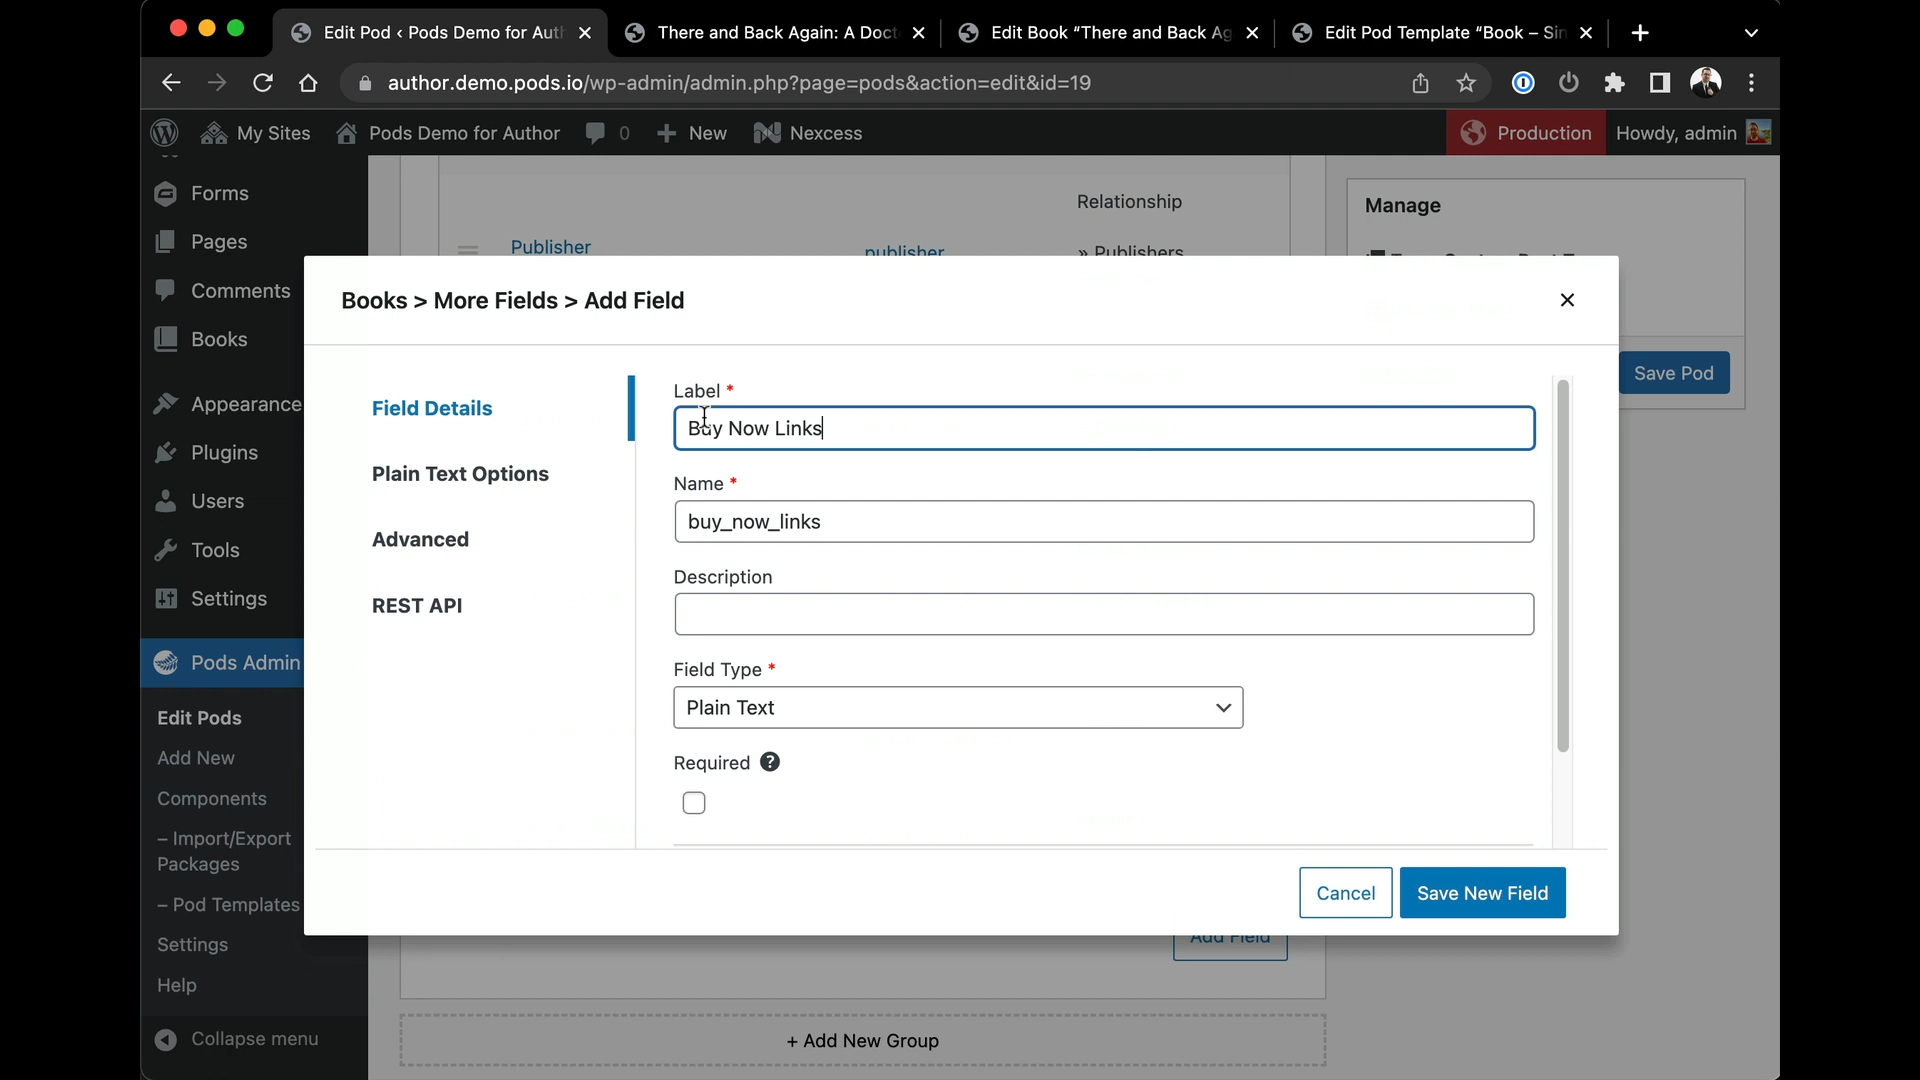 Edit Pod ‹ Pods Demo for Auth
There and Back Again: A Doct
Edit Book “There and Back Ag
Edit Pod Template “Book – Sin
author.demo.pods.io/wp-admin/admin.php?page=pods&action=edit&id=19
My Sites
Pods Demo for Author
0
New
Nexcess
Production
Howdy, admin
Forms
Pages
Comments
Books
Appearance
Plugins
Users
Tools
Settings
Pods Admin
Edit Pods
Add New
Components
– Import/Export
Packages
– Pod Templates
Settings
Help
Collapse menu
Relationship
Publisher
publisher
» Publishers
Manage
Save Pod
Books > More Fields > Add Field
Field Details
Plain Text Options
Advanced
REST API
Label *
Buy Now Links
Name *
buy_now_links
Description
Field Type *
Plain Text
Required ?
Cancel
Save New Field
Add Field
+ Add New Group